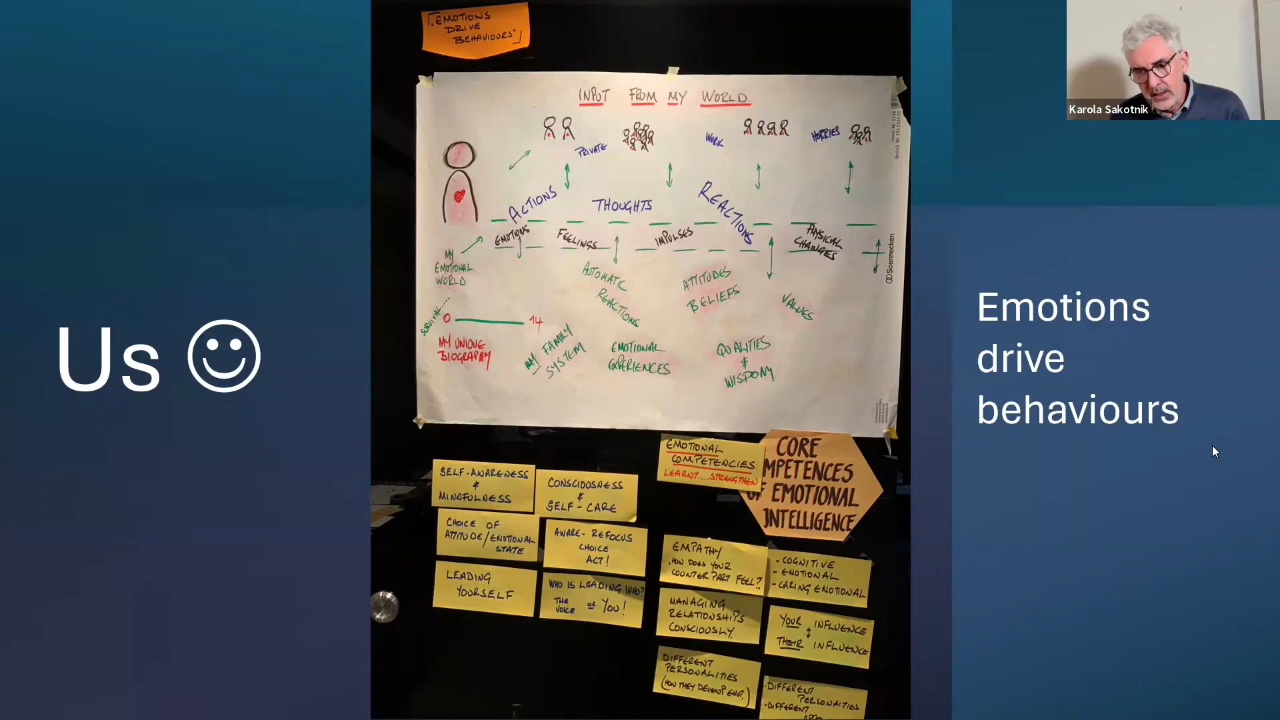 "EMOTIONS
DRIVE
BEHAVIOURS"
INPUT FROM MY WORLD
PRIVATE
WORK
HOBBIES
ACTIONS
THOUGHTS
REACTIONS
EMOTIONS
FEELINGS
IMPULSES
PHYSICAL
CHANGES
MY
EMOTIONAL
WORLD
AUTOMATIC
REACTIONS
ATTITUDES
BELIEFS
VALUES
SURVIVAL....
0
14
MY UNIQUE
BIOGRAPHY
MY FAMILY
SYSTEM
EMOTIONAL
EXPERIENCES
QUALITIES
&
WISDOM
Soennecken
EMOTIONAL
COMPETENCIES
LEARNT...STRENGTHEN
CORE
MPETENCES
OF EMOTIONAL
INTELLIGENCE
SELF-AWARENESS
&
MINDFULNESS
CONSCIOUSNESS
&
SELF-CARE
CHOICE OF
ATTITUDE/EMOTIONAL
STATE
AWARE-REFOCUS
CHOICE
ACT!
LEADING
YOURSELF
WHO IS LEADING WHO?
THE VOICE or YOU!
EMPATHY
HOW DOES YOUR
COUNTERPART FEEL?
- COGNITIVE
- EMOTIONAL
- CARING EMOTIONAL
MANAGING
RELATIONSHIPS
CONSCIOUSLY.
YOUR INFLUENCE
THEIR INFLUENCE
DIFFERENT
PERSONALITIES
(HOW THEY DEVELOP
-DIFFERENT
PERSONALITIES
-DIFFERENT
Us
Emotions
drive
behaviours
Karola Sakotnik